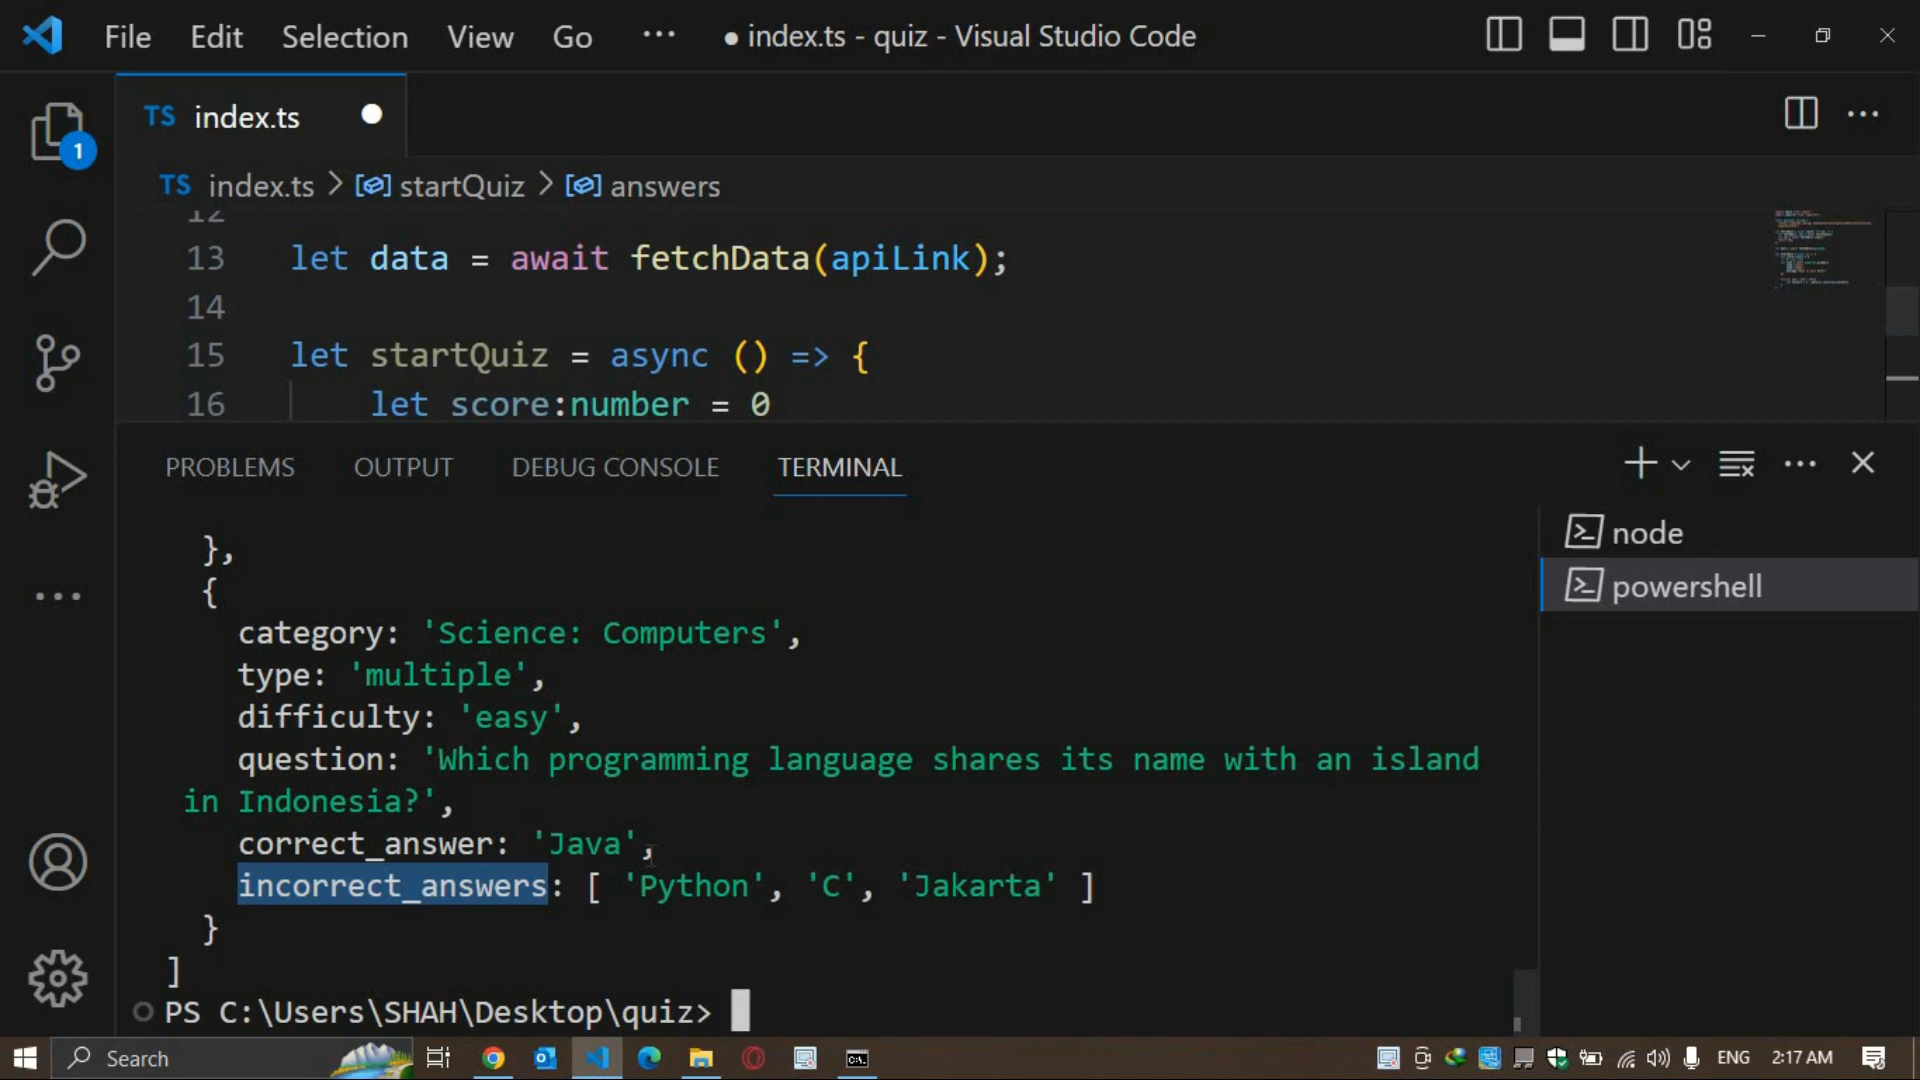 File Edit Selection View Go ··· ● index.ts - quiz - Visual Studio Code
TS index.ts ●
1
TS index.ts > startQuiz > answers
12
13 let data = await fetchData(apiLink);
14
15 let startQuiz = async () => {
16 let score:number = 0
PROBLEMS OUTPUT DEBUG CONSOLE TERMINAL
},
{
category: 'Science: Computers',
type: 'multiple',
difficulty: 'easy',
question: 'Which programming language shares its name with an island
in Indonesia?',
correct_answer: 'Java',
incorrect_answers: [ 'Python', 'C', 'Jakarta' ]
}
]
PS C:\Users\SHAH\Desktop\quiz>
node
powershell
Search
ENG 2:17 AM